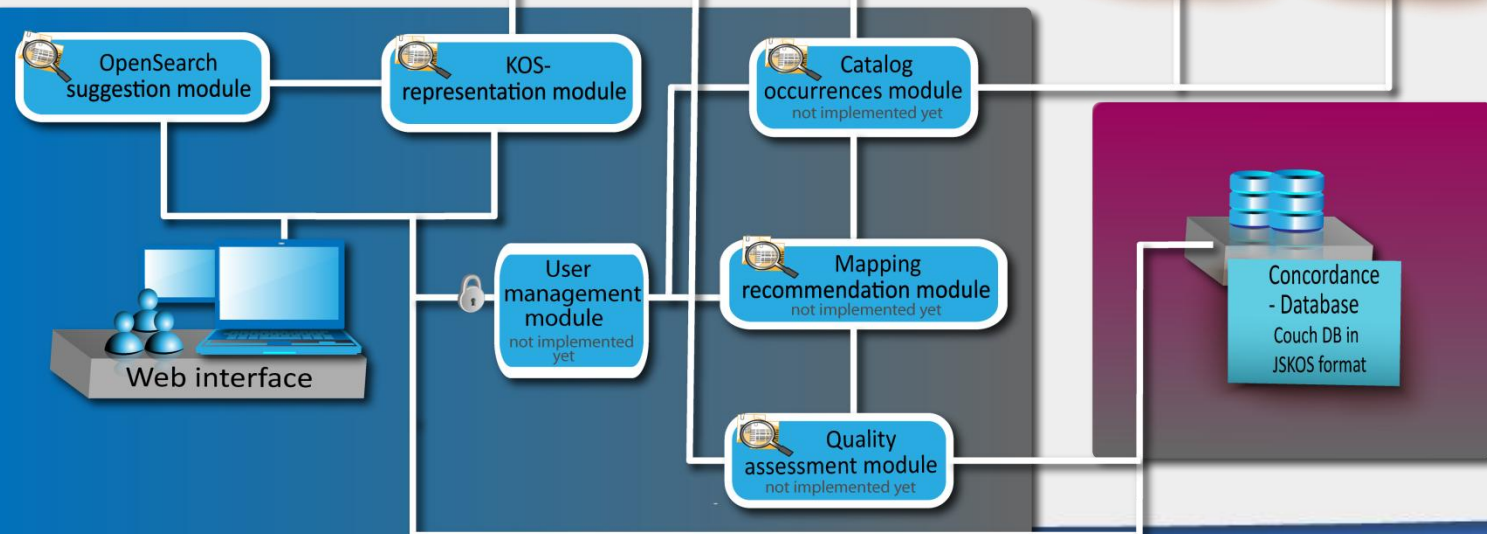 OpenSearch
suggestion module
KOS-
representation module
Catalog
occurrences module
not implemented yet
User
management
module
not implemented
yet
Mapping
recommendation module
not implemented yet
Web interface
Concordance
- Database
Couch DB in
JSKOS format
Quality
assessment module
not implemented yet